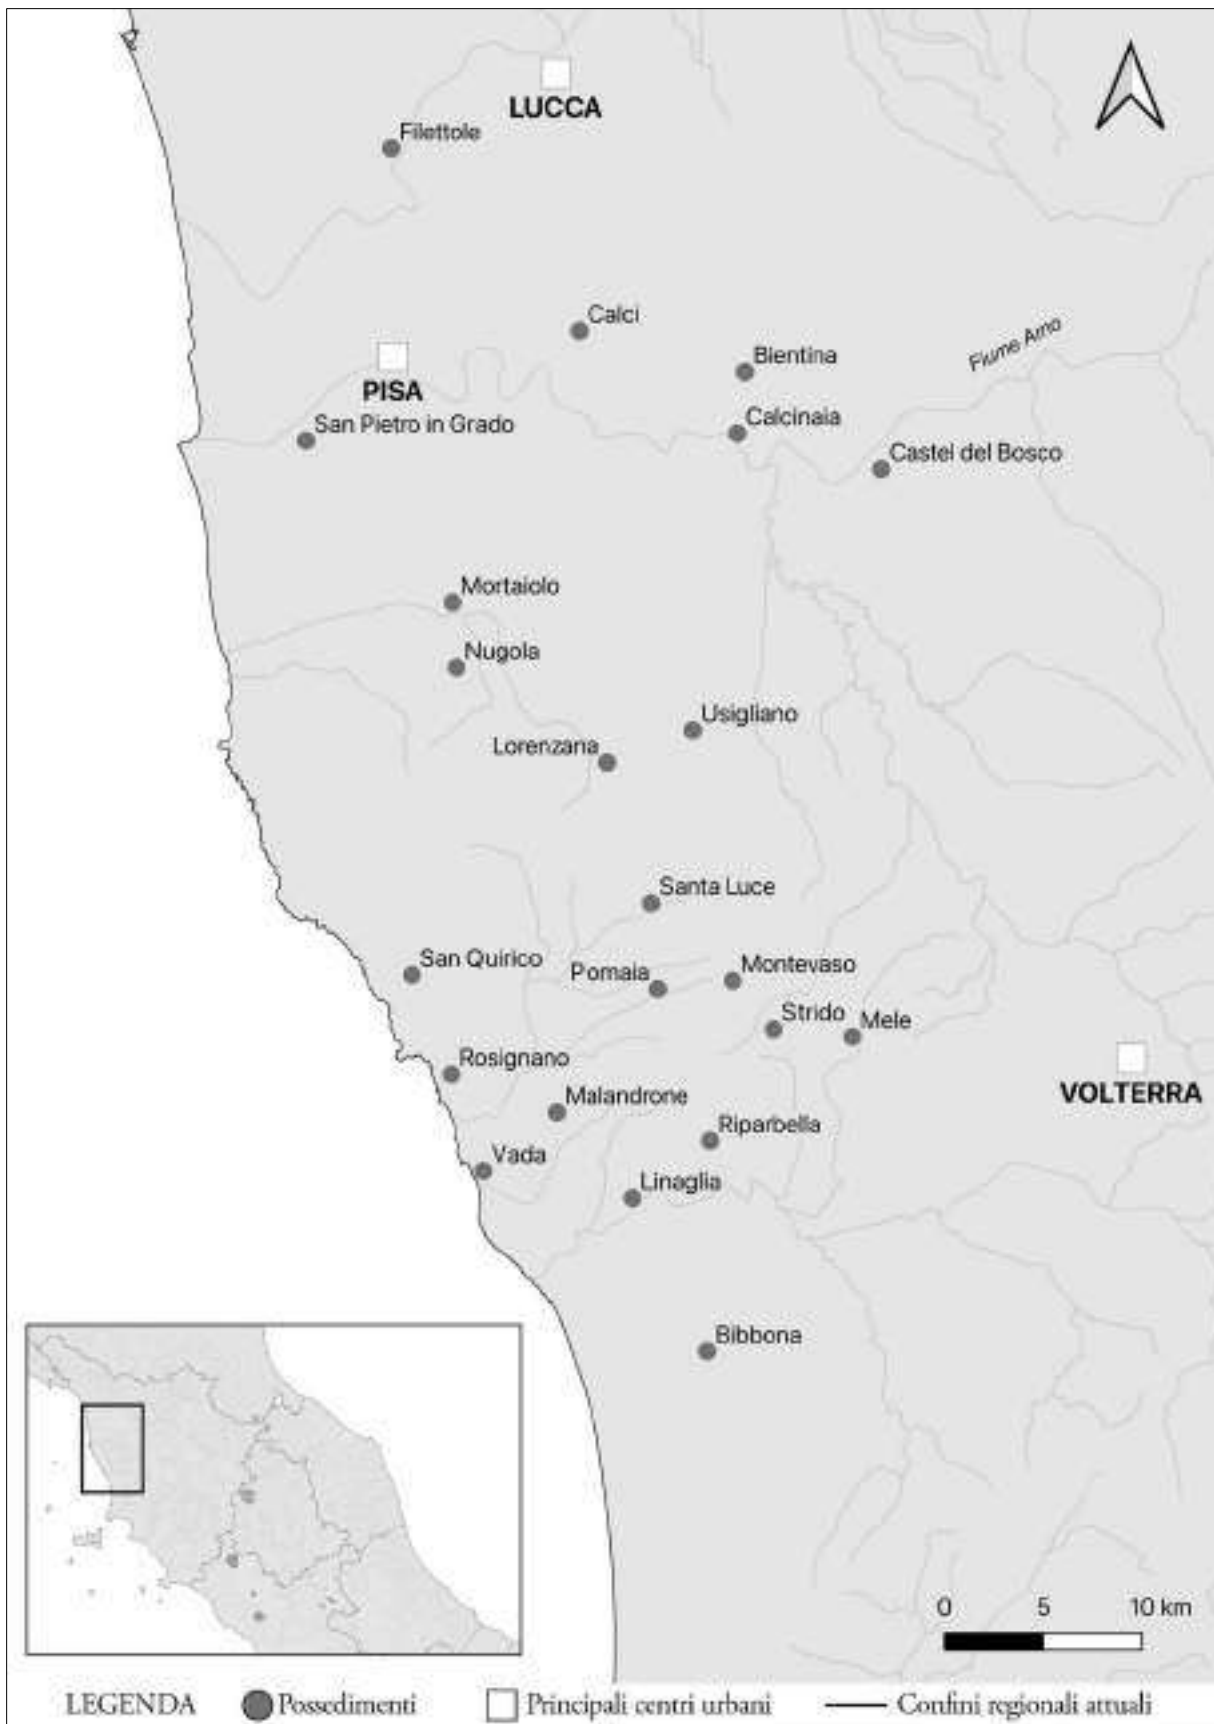 LUCCA
Filettole
Calci
Fiume Arno
Bientina
PISA
San Pietro in Grado
Calcinaia
Castel del Bosco
Mortaiolo
Nugola
Usigliano
Lorenzana
Santa Luce
San Quirico
Pomaia
Montevaso
Strido
Mele
Rosignano
VOLTERRA
Malandrone
Riparbella
Vada
Linaglia
Bibbona
0 5 10 km
LEGENDA Possedimenti Principali centri urbani Confini regionali attuali